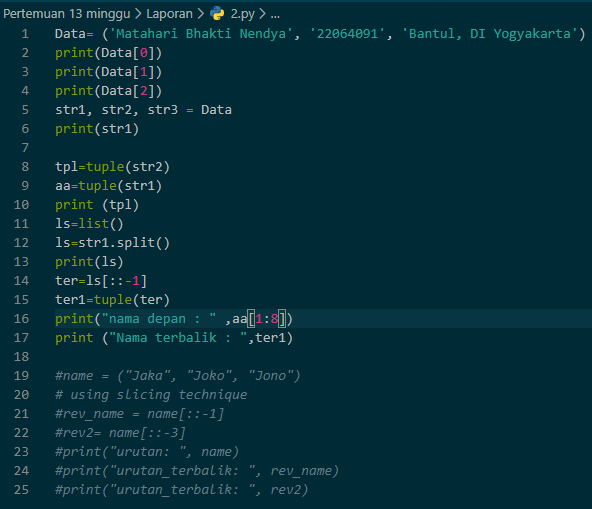 Pertemuan 13 minggu > Laporan > 2.py > ...
1 Data= ('Matahari Bhakti Nendya', '22064091', 'Bantul, DI Yogyakarta')
2 print(Data[0])
3 print(Data[1])
4 print(Data[2])
5 str1, str2, str3 = Data
6 print(str1)
7
8 tpl=tuple(str2)
9 aa=tuple(str1)
10 print (tpl)
11 ls=list()
12 ls=str1.split()
13 print(ls)
14 ter=ls[::-1]
15 ter1=tuple(ter)
16 print("nama depan : " ,aa[1:8])
17 print ("Nama terbalik : ",ter1)
18
19 #name = ("Jaka", "Joko", "Jono")
20 # using slicing technique
21 #rev_name = name[::-1]
22 #rev2= name[::-3]
23 #print("urutan: ", name)
24 #print("urutan_terbalik: ", rev_name)
25 #print("urutan_terbalik: ", rev2)